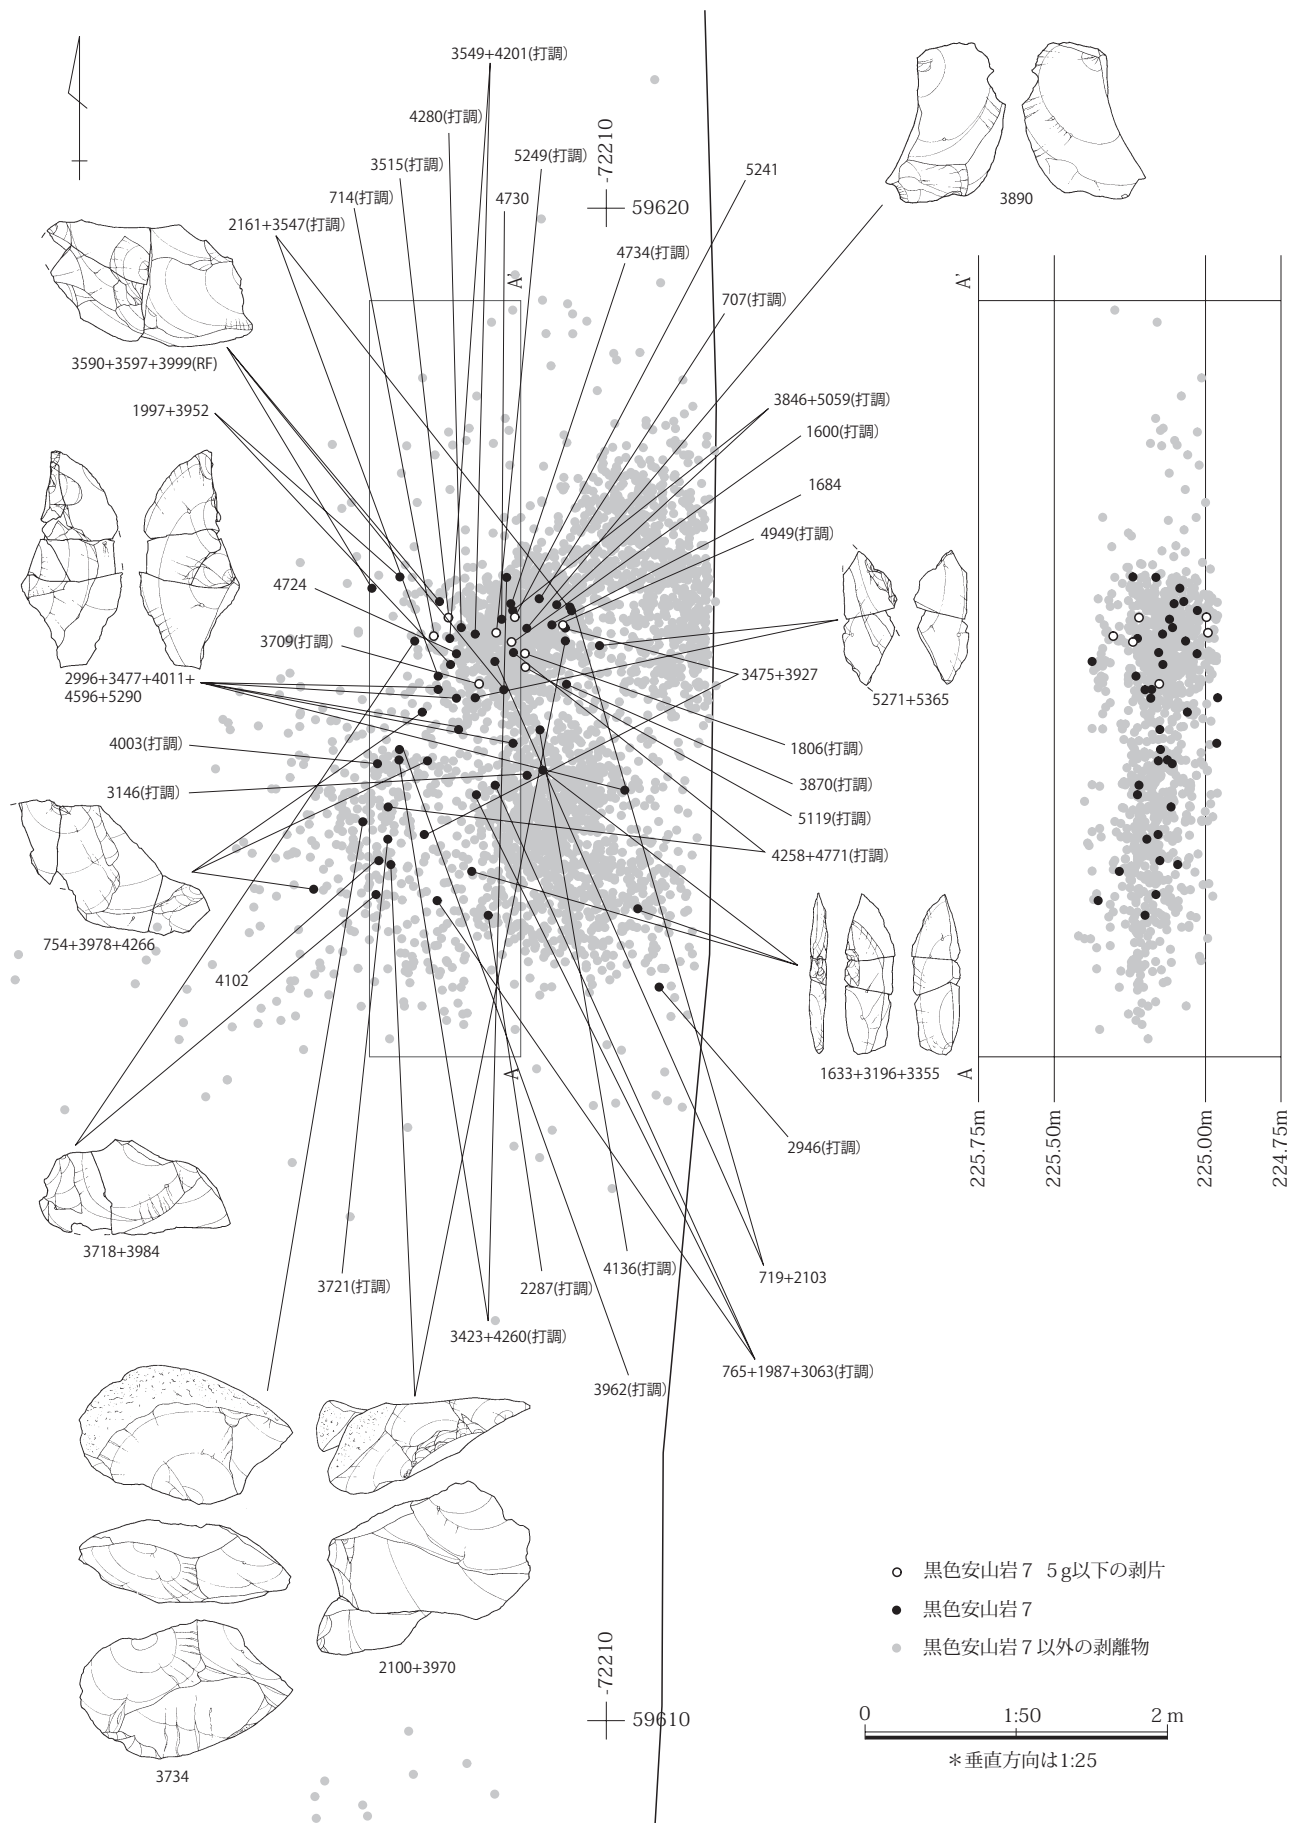 3549+4201(打調)
4280(打調)
3515(打調)
5249(打調)
-72210
5241
714(打調)
4730
59620
3890
2161+3547(打調)
4734(打調)
A'
A'
707(打調)
3590+3597+3999(RF)
1997+3952
3846+5059(打調)
1600(打調)
1684
4949(打調)
4724
3709(打調)
2996+3477+4011+
4596+5290
3475+3927
5271+5365
4003(打調)
1806(打調)
3146(打調)
3870(打調)
5119(打調)
4258+4771(打調)
754+3978+4266
4102
A
1633+3196+3355
A
225.75m
225.50m
225.00m
224.75m
2946(打調)
3718+3984
3721(打調)
2287(打調)
4136(打調)
719+2103
3423+4260(打調)
3962(打調)
765+1987+3063(打調)
黒色安山岩7 5g以下の剥片
黒色安山岩7
黒色安山岩7以外の剥離物
2100+3970
-72210
59610
0 1:50 2 m
＊垂直方向は1:25
3734